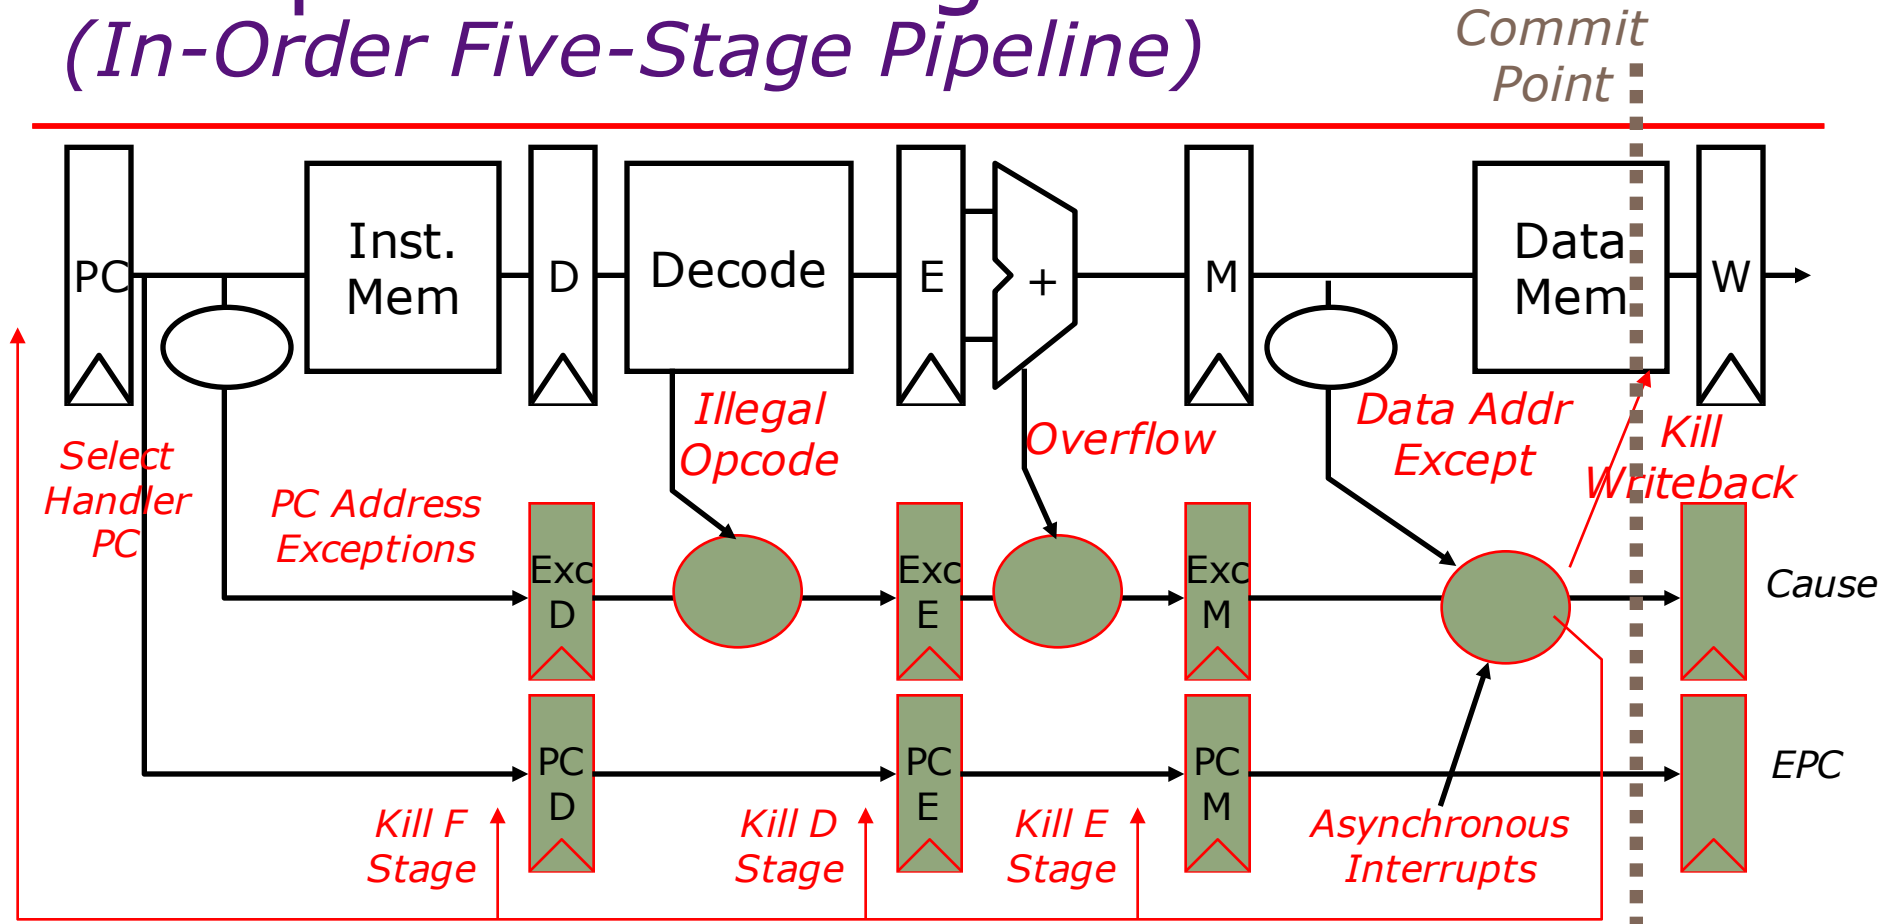 (In-Order Five-Stage Pipeline)
Commit
Point
PC
Inst.
Mem
D
Decode
E
+
M
Data
Mem
W
Select
Handler
PC
PC Address
Exceptions
Illegal
Opcode
Overflow
Data Addr
Except
Kill
Writeback
Exc
D
Exc
E
Exc
M
Cause
PC
D
PC
E
PC
M
EPC
Kill F
Stage
Kill D
Stage
Kill E
Stage
Asynchronous
Interrupts